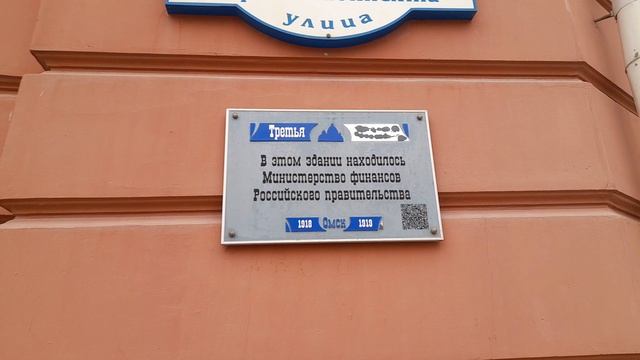 улица
Третья
В этом здании находилось
Министерство финансов
Российского правительства
1918 Омск 1919